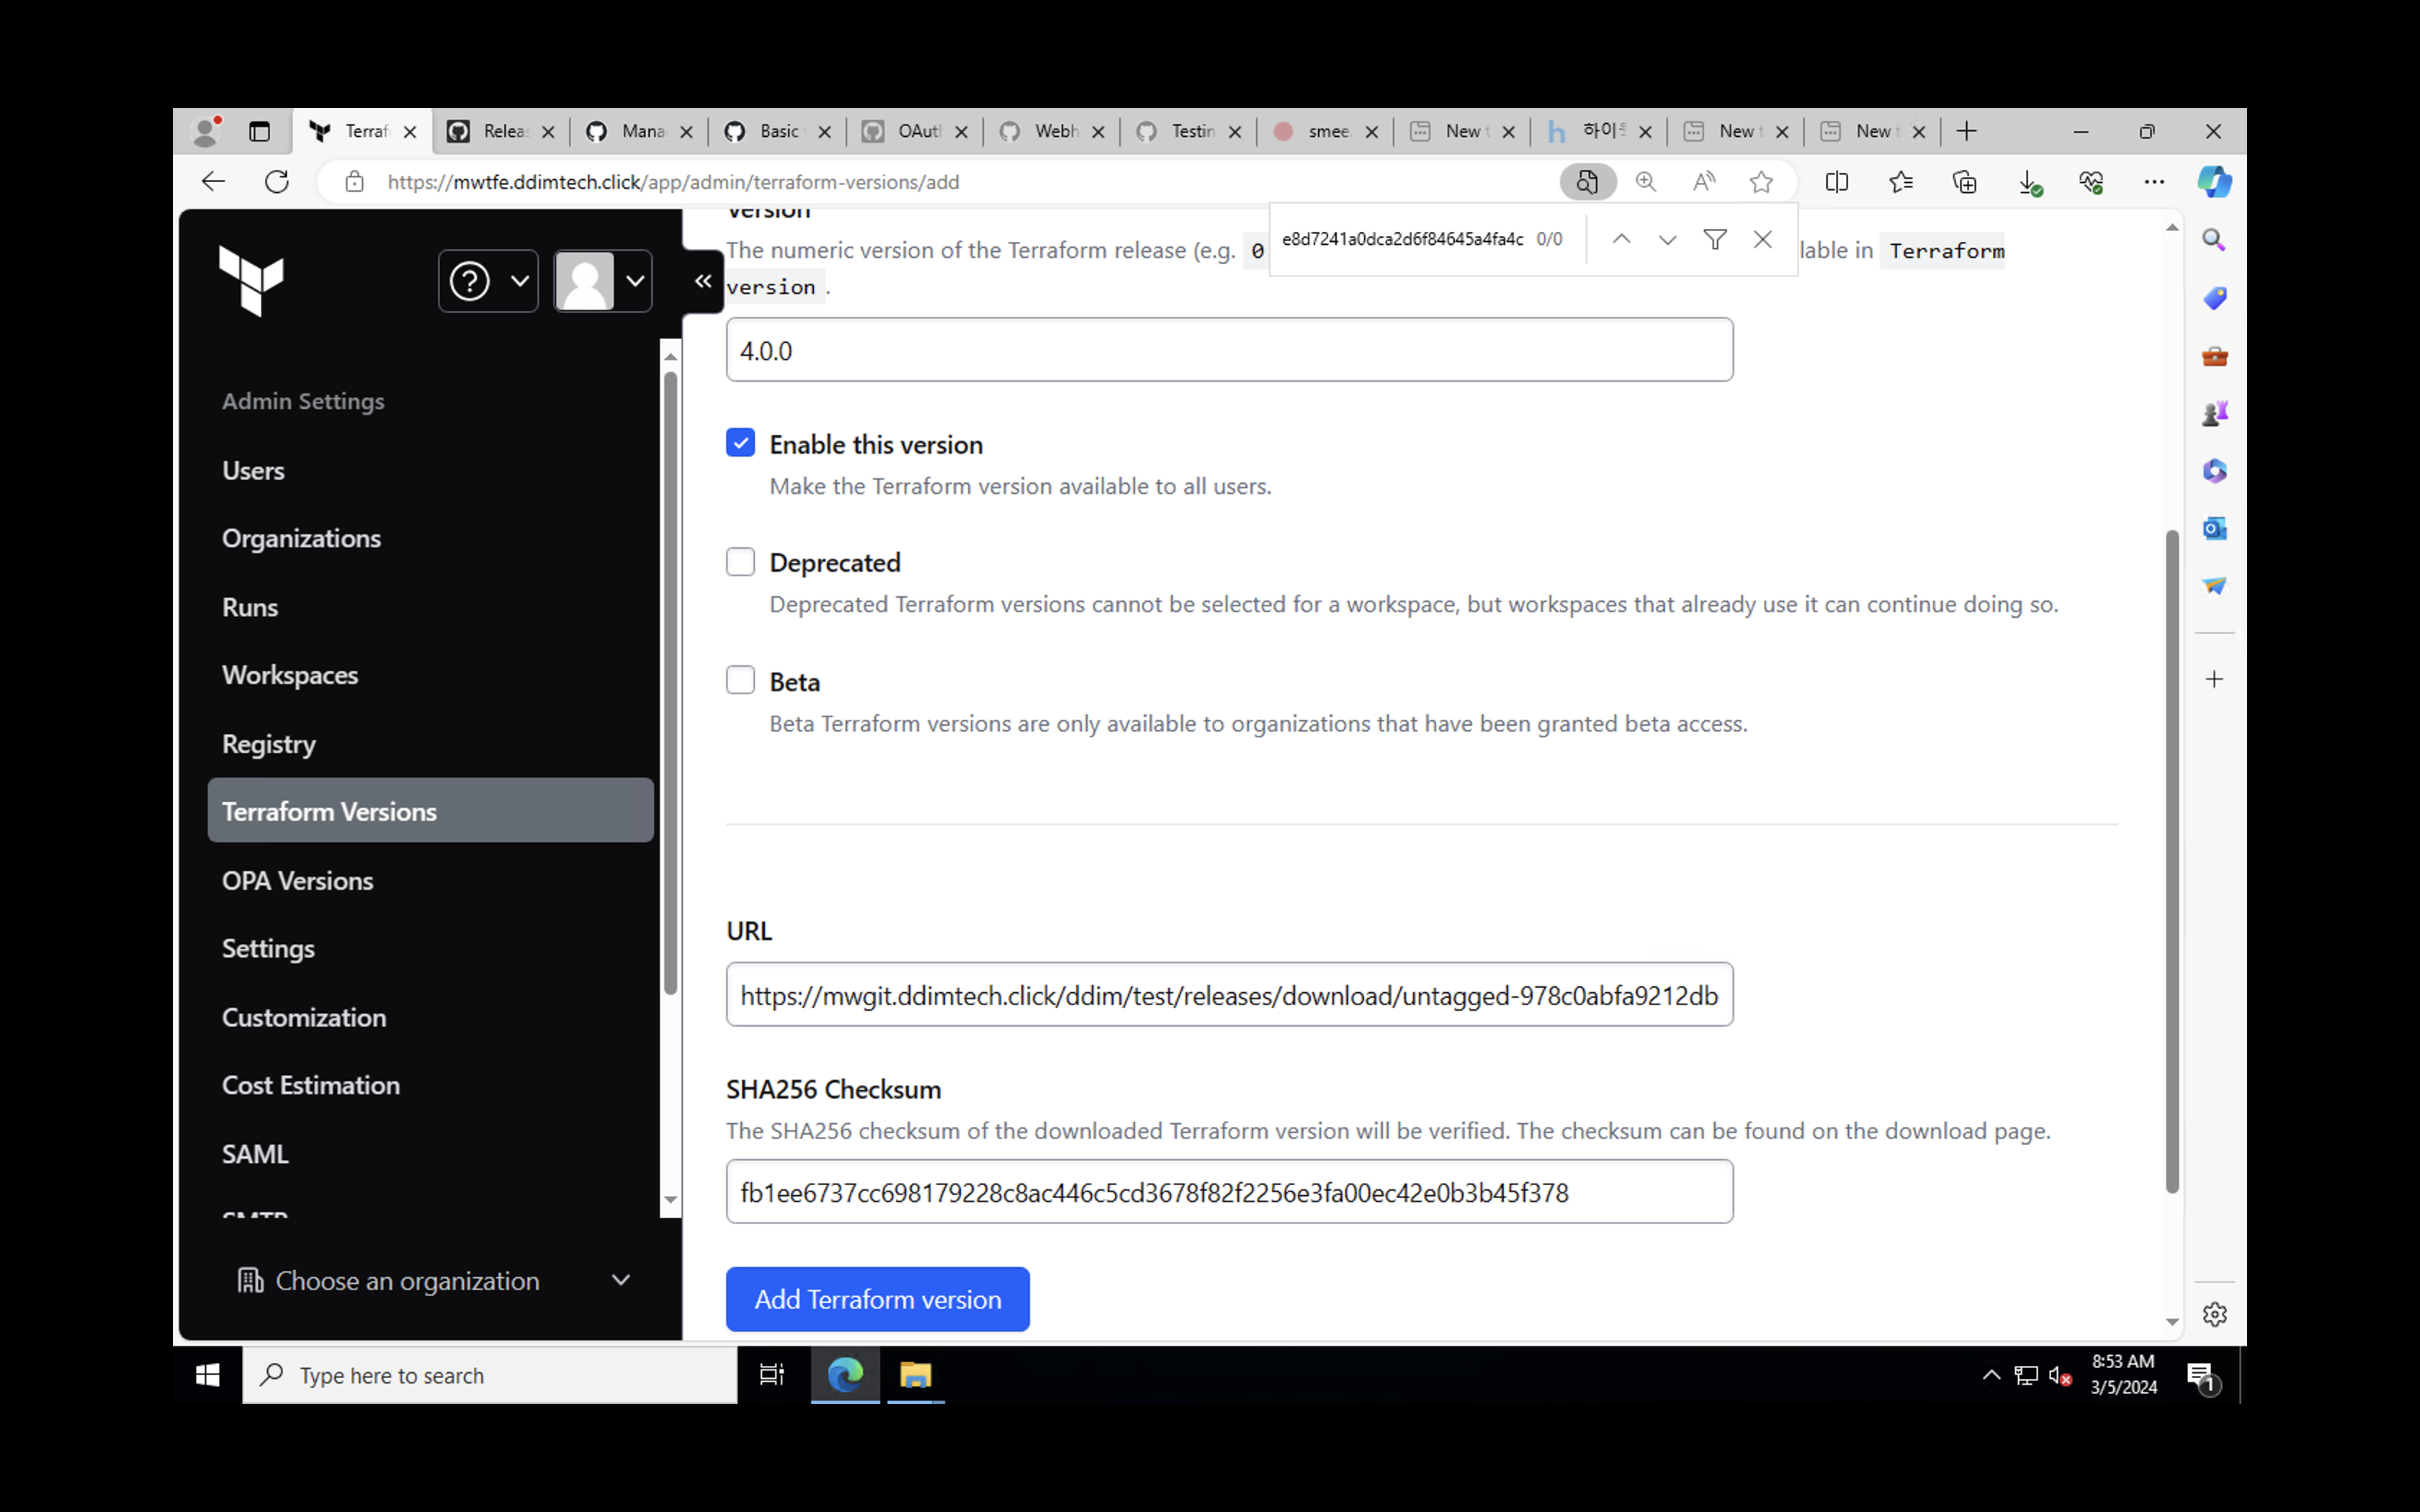 Terraf
Relea
Mana
Basic
OAuth
Webh
Testin
smee.
New t
하이
New t
New t
https://mwtfe.ddimtech.click/app/admin/terraform-versions/add
e8d7241a0dca2d6f84645a4fa4c 0/0
Version
The numeric version of the Terraform release (e.g. 0
lable in Terraform
version .
4.0.0
Enable this version
Make the Terraform version available to all users.
Deprecated
Deprecated Terraform versions cannot be selected for a workspace, but workspaces that already use it can continue doing so.
Beta
Beta Terraform versions are only available to organizations that have been granted beta access.
URL
https://mwgit.ddimtech.click/ddim/test/releases/download/untagged-978c0abfa9212db
SHA256 Checksum
The SHA256 checksum of the downloaded Terraform version will be verified. The checksum can be found on the download page.
fb1ee6737cc698179228c8ac446c5cd3678f82f2256e3fa00ec42e0b3b45f378
Add Terraform version
Admin Settings
Users
Organizations
Runs
Workspaces
Registry
Terraform Versions
OPA Versions
Settings
Customization
Cost Estimation
SAML
SMTP
Choose an organization
Type here to search
8:53 AM
3/5/2024
1